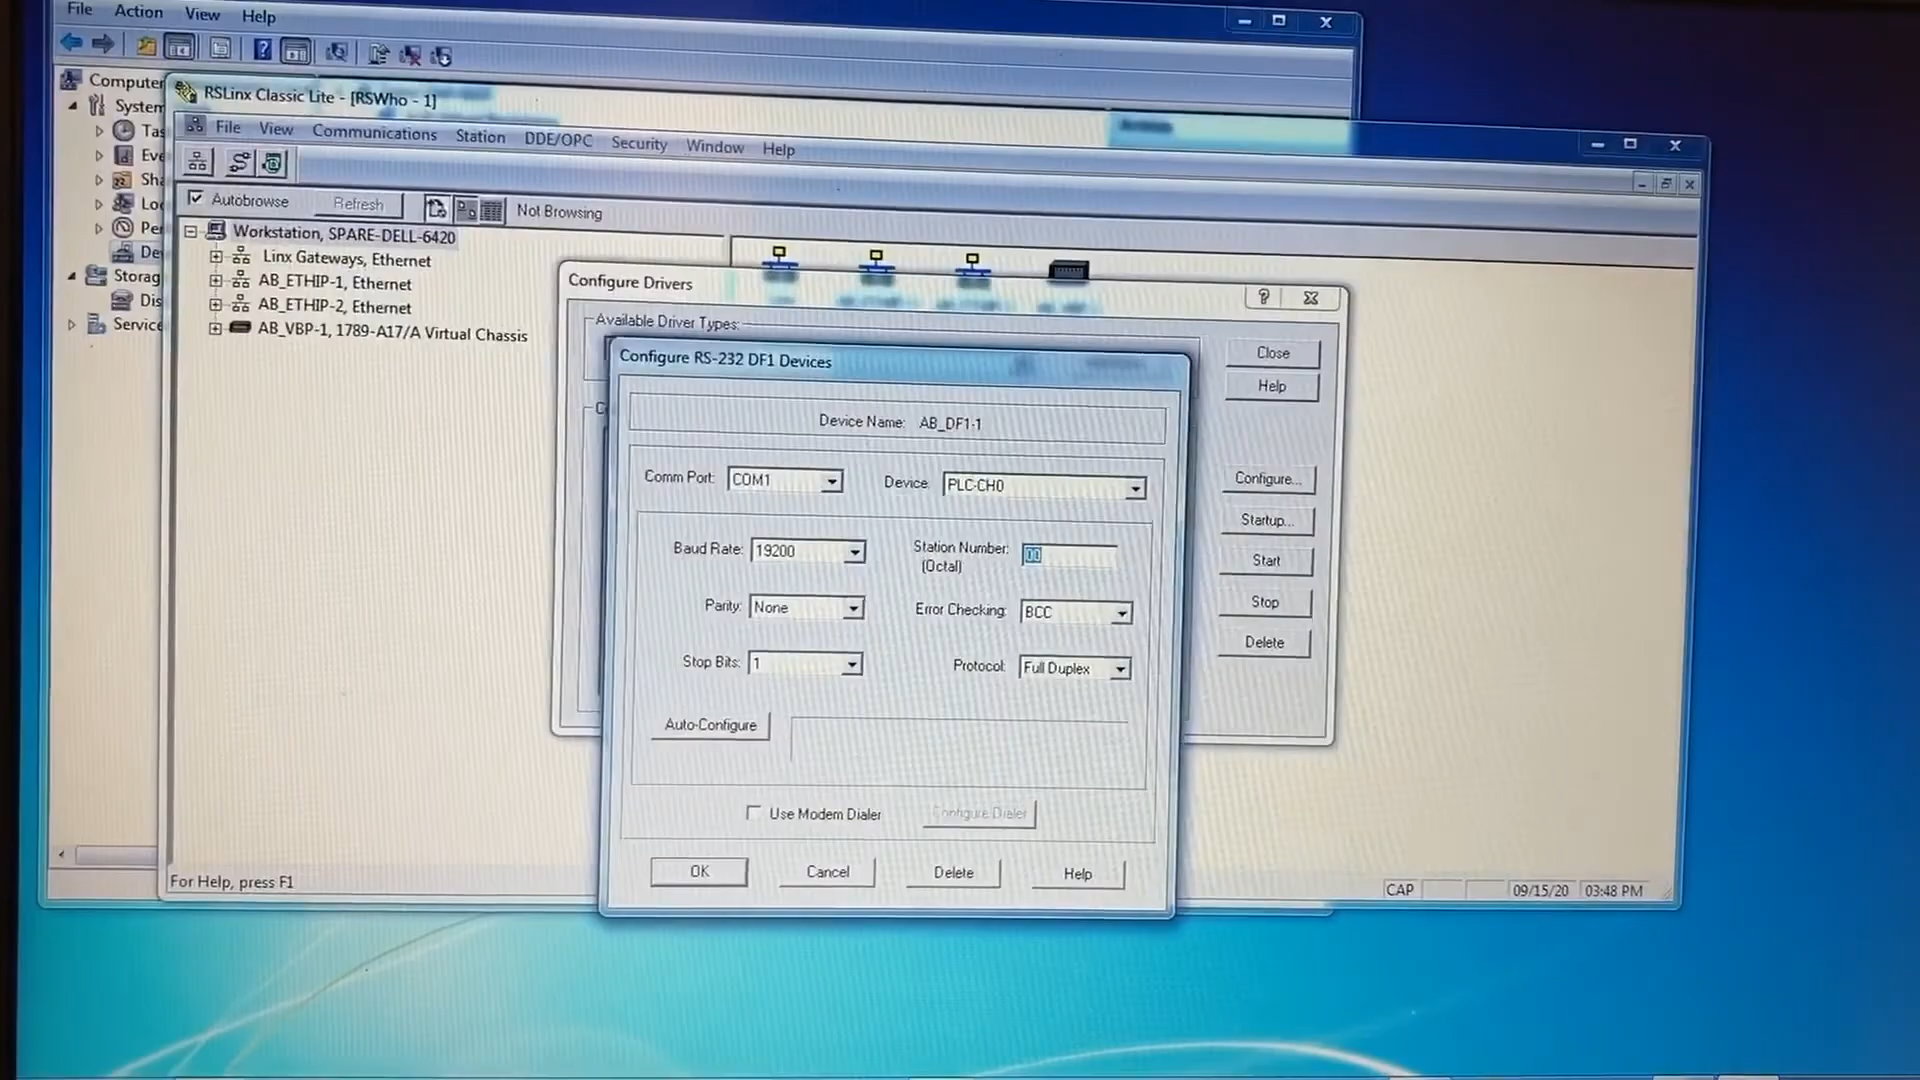 File Action View Help
Computer
System
Tas
Eve
Sha
Loc
Per
De
Storag
Dis
Service
RSLinx Classic Lite - [RSWho - 1]
File View Communications Station DDE/OPC Security Window Help
Autobrowse Refresh Not Browsing
Workstation, SPARE-DELL-6420
Linx Gateways, Ethernet
AB_ETHIP-1, Ethernet
AB_ETHIP-2, Ethernet
AB_VBP-1, 1789-A17/A Virtual Chassis
Configure Drivers
Available Driver Types:
Close
Help
Configure...
Startup...
Start
Stop
Delete
Configure RS-232 DF1 Devices
Device Name: AB_DF1-1
Comm Port: COM1 Device: PLC-CH0
Baud Rate: 19200 Station Number: 00
(Octal)
Parity: None Error Checking: BCC
Stop Bits: 1 Protocol: Full Duplex
Auto-Configure
Use Modem Dialer Configure Dialer
OK Cancel Delete Help
For Help, press F1
CAP 09/15/20 03:48 PM